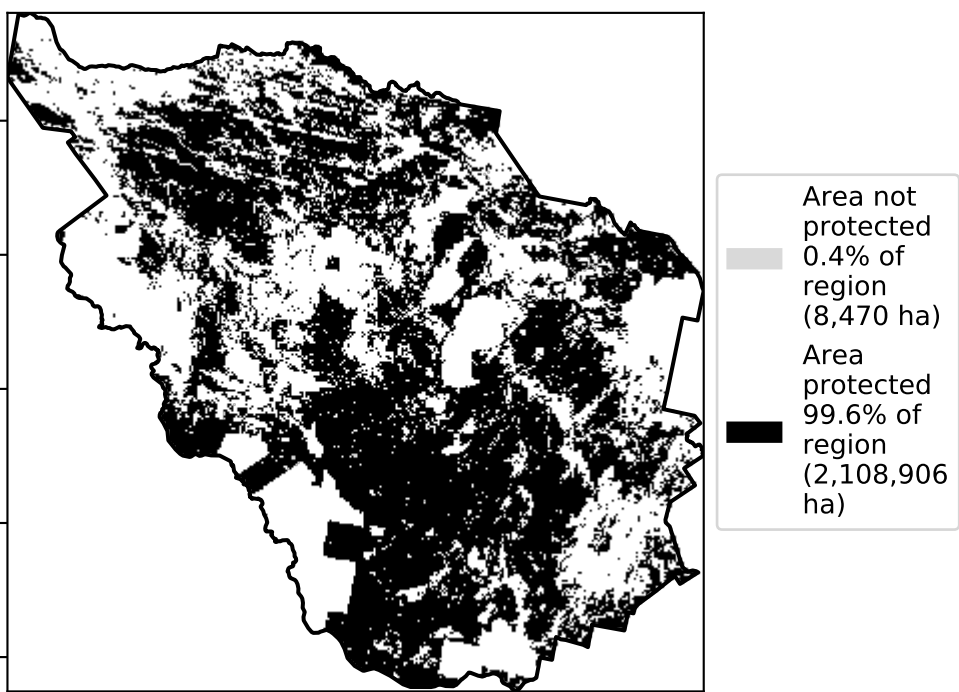 Area not
protected
0.4% of
region
(8,470 ha)
Area
protected
99.6% of
region
(2,108,906
ha)